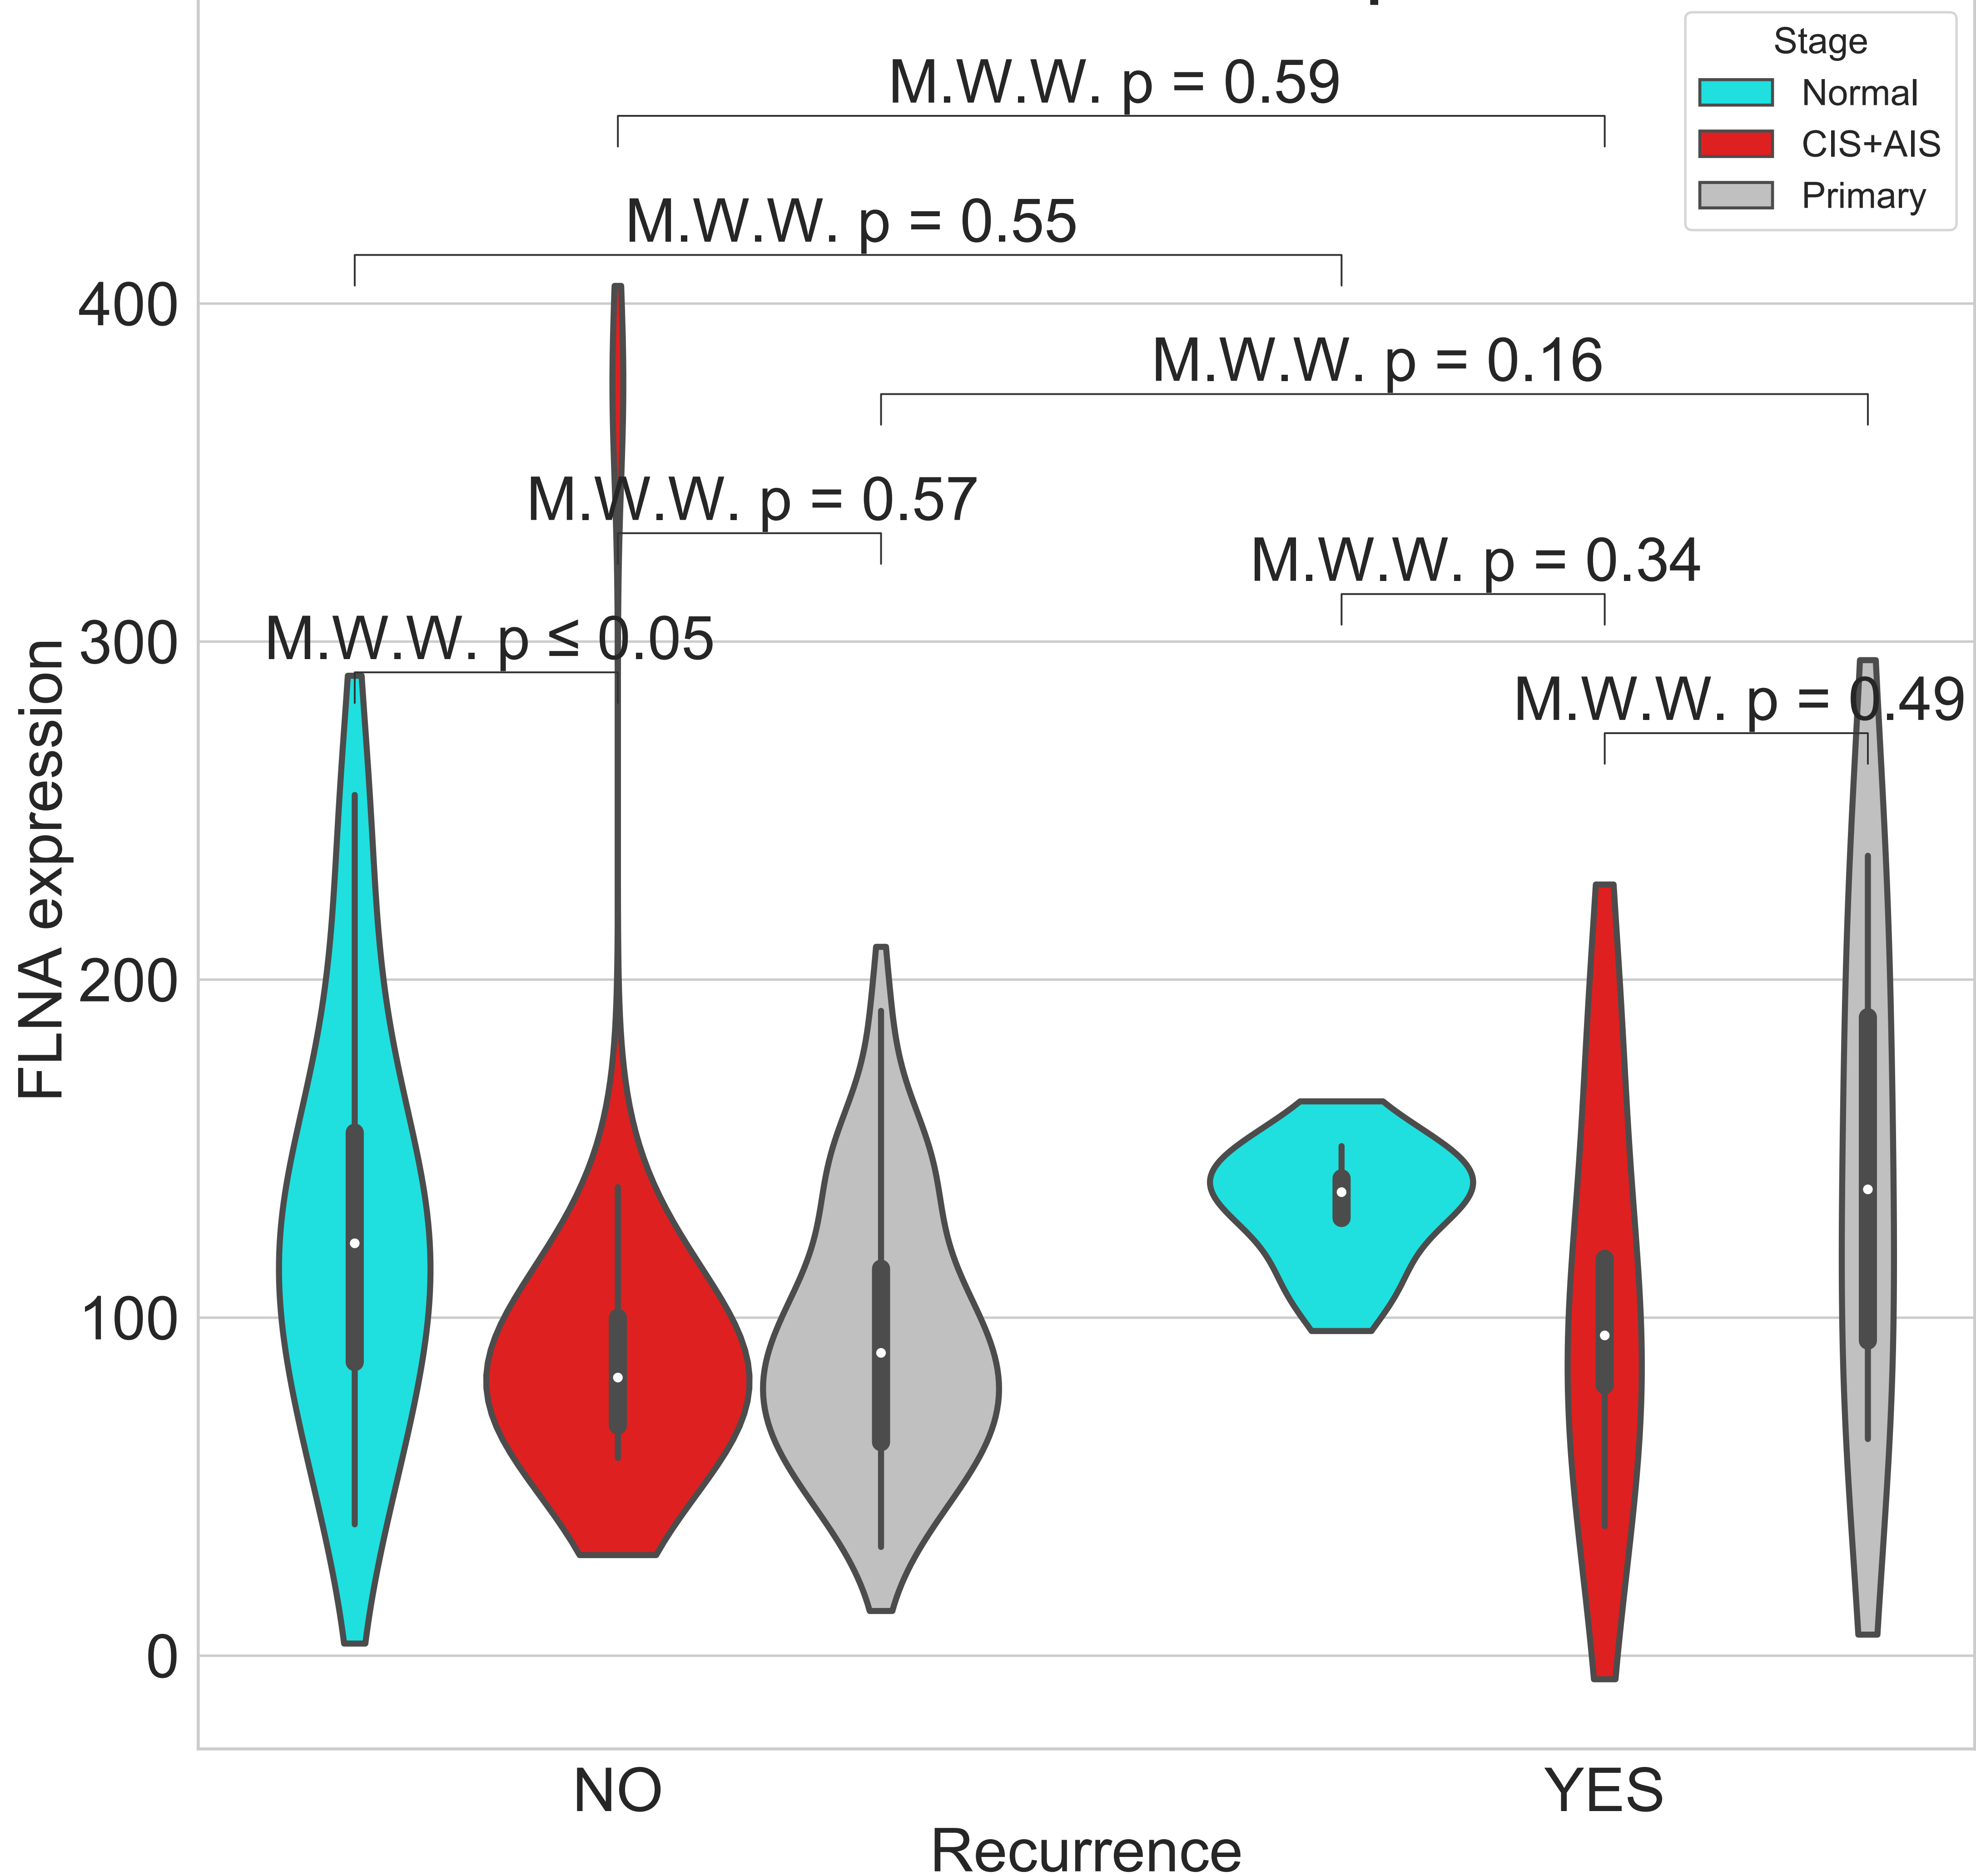 Stage
Normal
CIS+AIS
Primary
M.W.W. p = 0.59
M.W.W. p = 0.55
M.W.W. p = 0.16
M.W.W. p = 0.57
M.W.W. p = 0.34
M.W.W. p ≤ 0.05
M.W.W. p = 0.49
FLNA expression
400
300
200
100
0
NO
YES
Recurrence